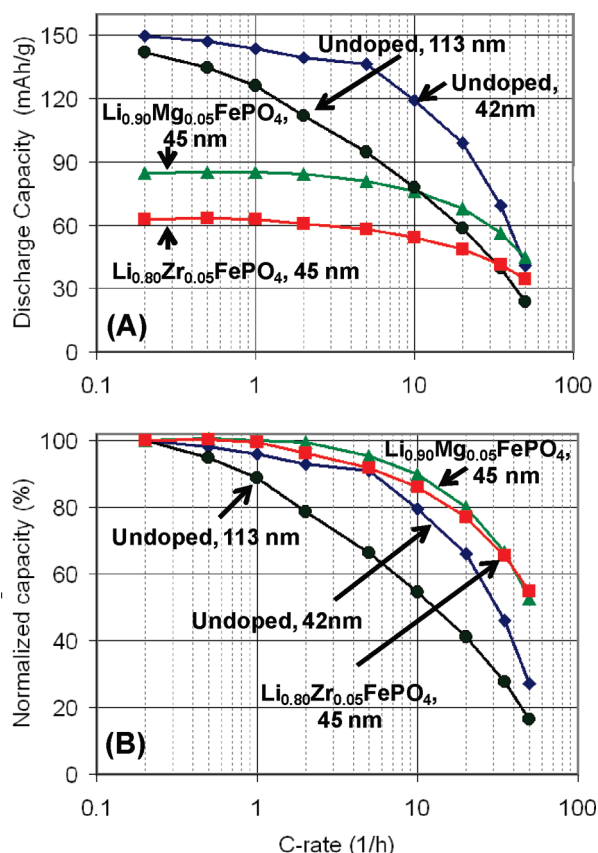 (A)
150
120
90
60
30
0
Discharge Capacity (mAh/g)
Undoped, 113 nm
Undoped,
42nm
Li0.90Mg0.05FePO4,
45 nm
Li0.80Zr0.05FePO4, 45 nm
0.1 1 10 100
(B)
100
80
60
40
20
0
Normalized capacity (%)
Li0.90Mg0.05FePO4,
45 nm
Undoped, 113 nm
Undoped, 42nm
Li0.80Zr0.05FePO4,
45 nm
0.1 1 10 100
C-rate (1/h)